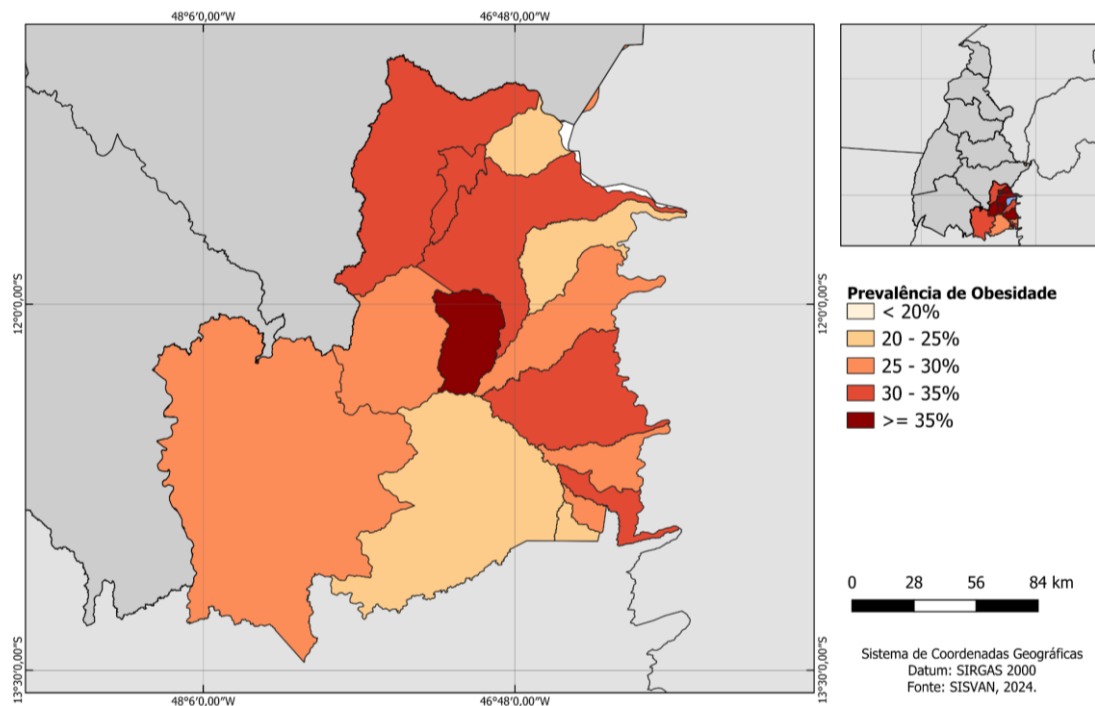 48°6′0,00″W
46°48′0,00″W
12°0′0,00″S
12°0′0,00″S
13°30′0,00″S
13°30′0,00″S
48°6′0,00″W
46°48′0,00″W
Prevalência de Obesidade
< 20%
20 - 25%
25 - 30%
30 - 35%
>= 35%
0 28 56 84 km
Sistema de Coordenadas Geográficas
Datum: SIRGAS 2000
Fonte: SISVAN, 2024.